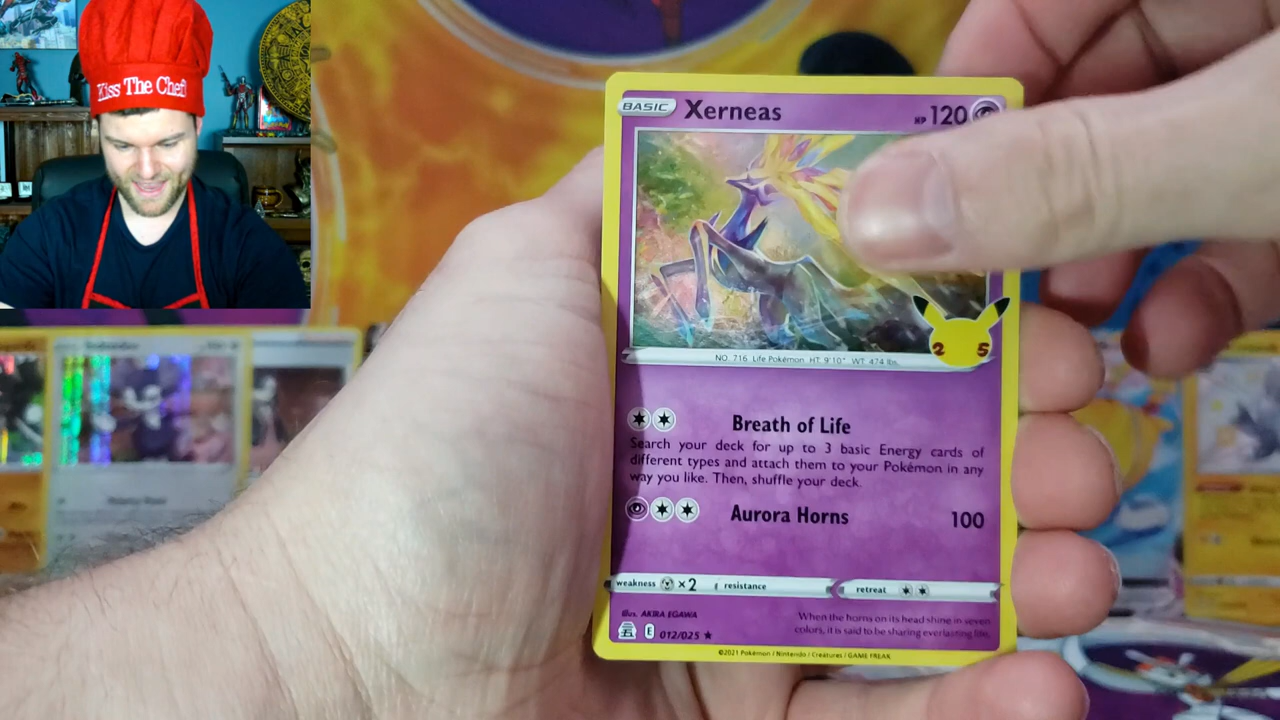 Kiss The Chef
BASIC Xerneas HP 120
NO. 716 Life Pokémon HT: 9'10" WT: 474 lbs.
2 5
Breath of Life
Search your deck for up to 3 basic Energy cards of
different types and attach them to your Pokémon in any
way you like. Then, shuffle your deck.
Aurora Horns 100
weakness ×2 resistance retreat
Illus. AKIRA EGAWA
When the horns on its head shine in seven
colors, it is said to be sharing everlasting life.
E 012/025 ★
©2021 Pokémon / Nintendo / Creatures / GAME FREAK